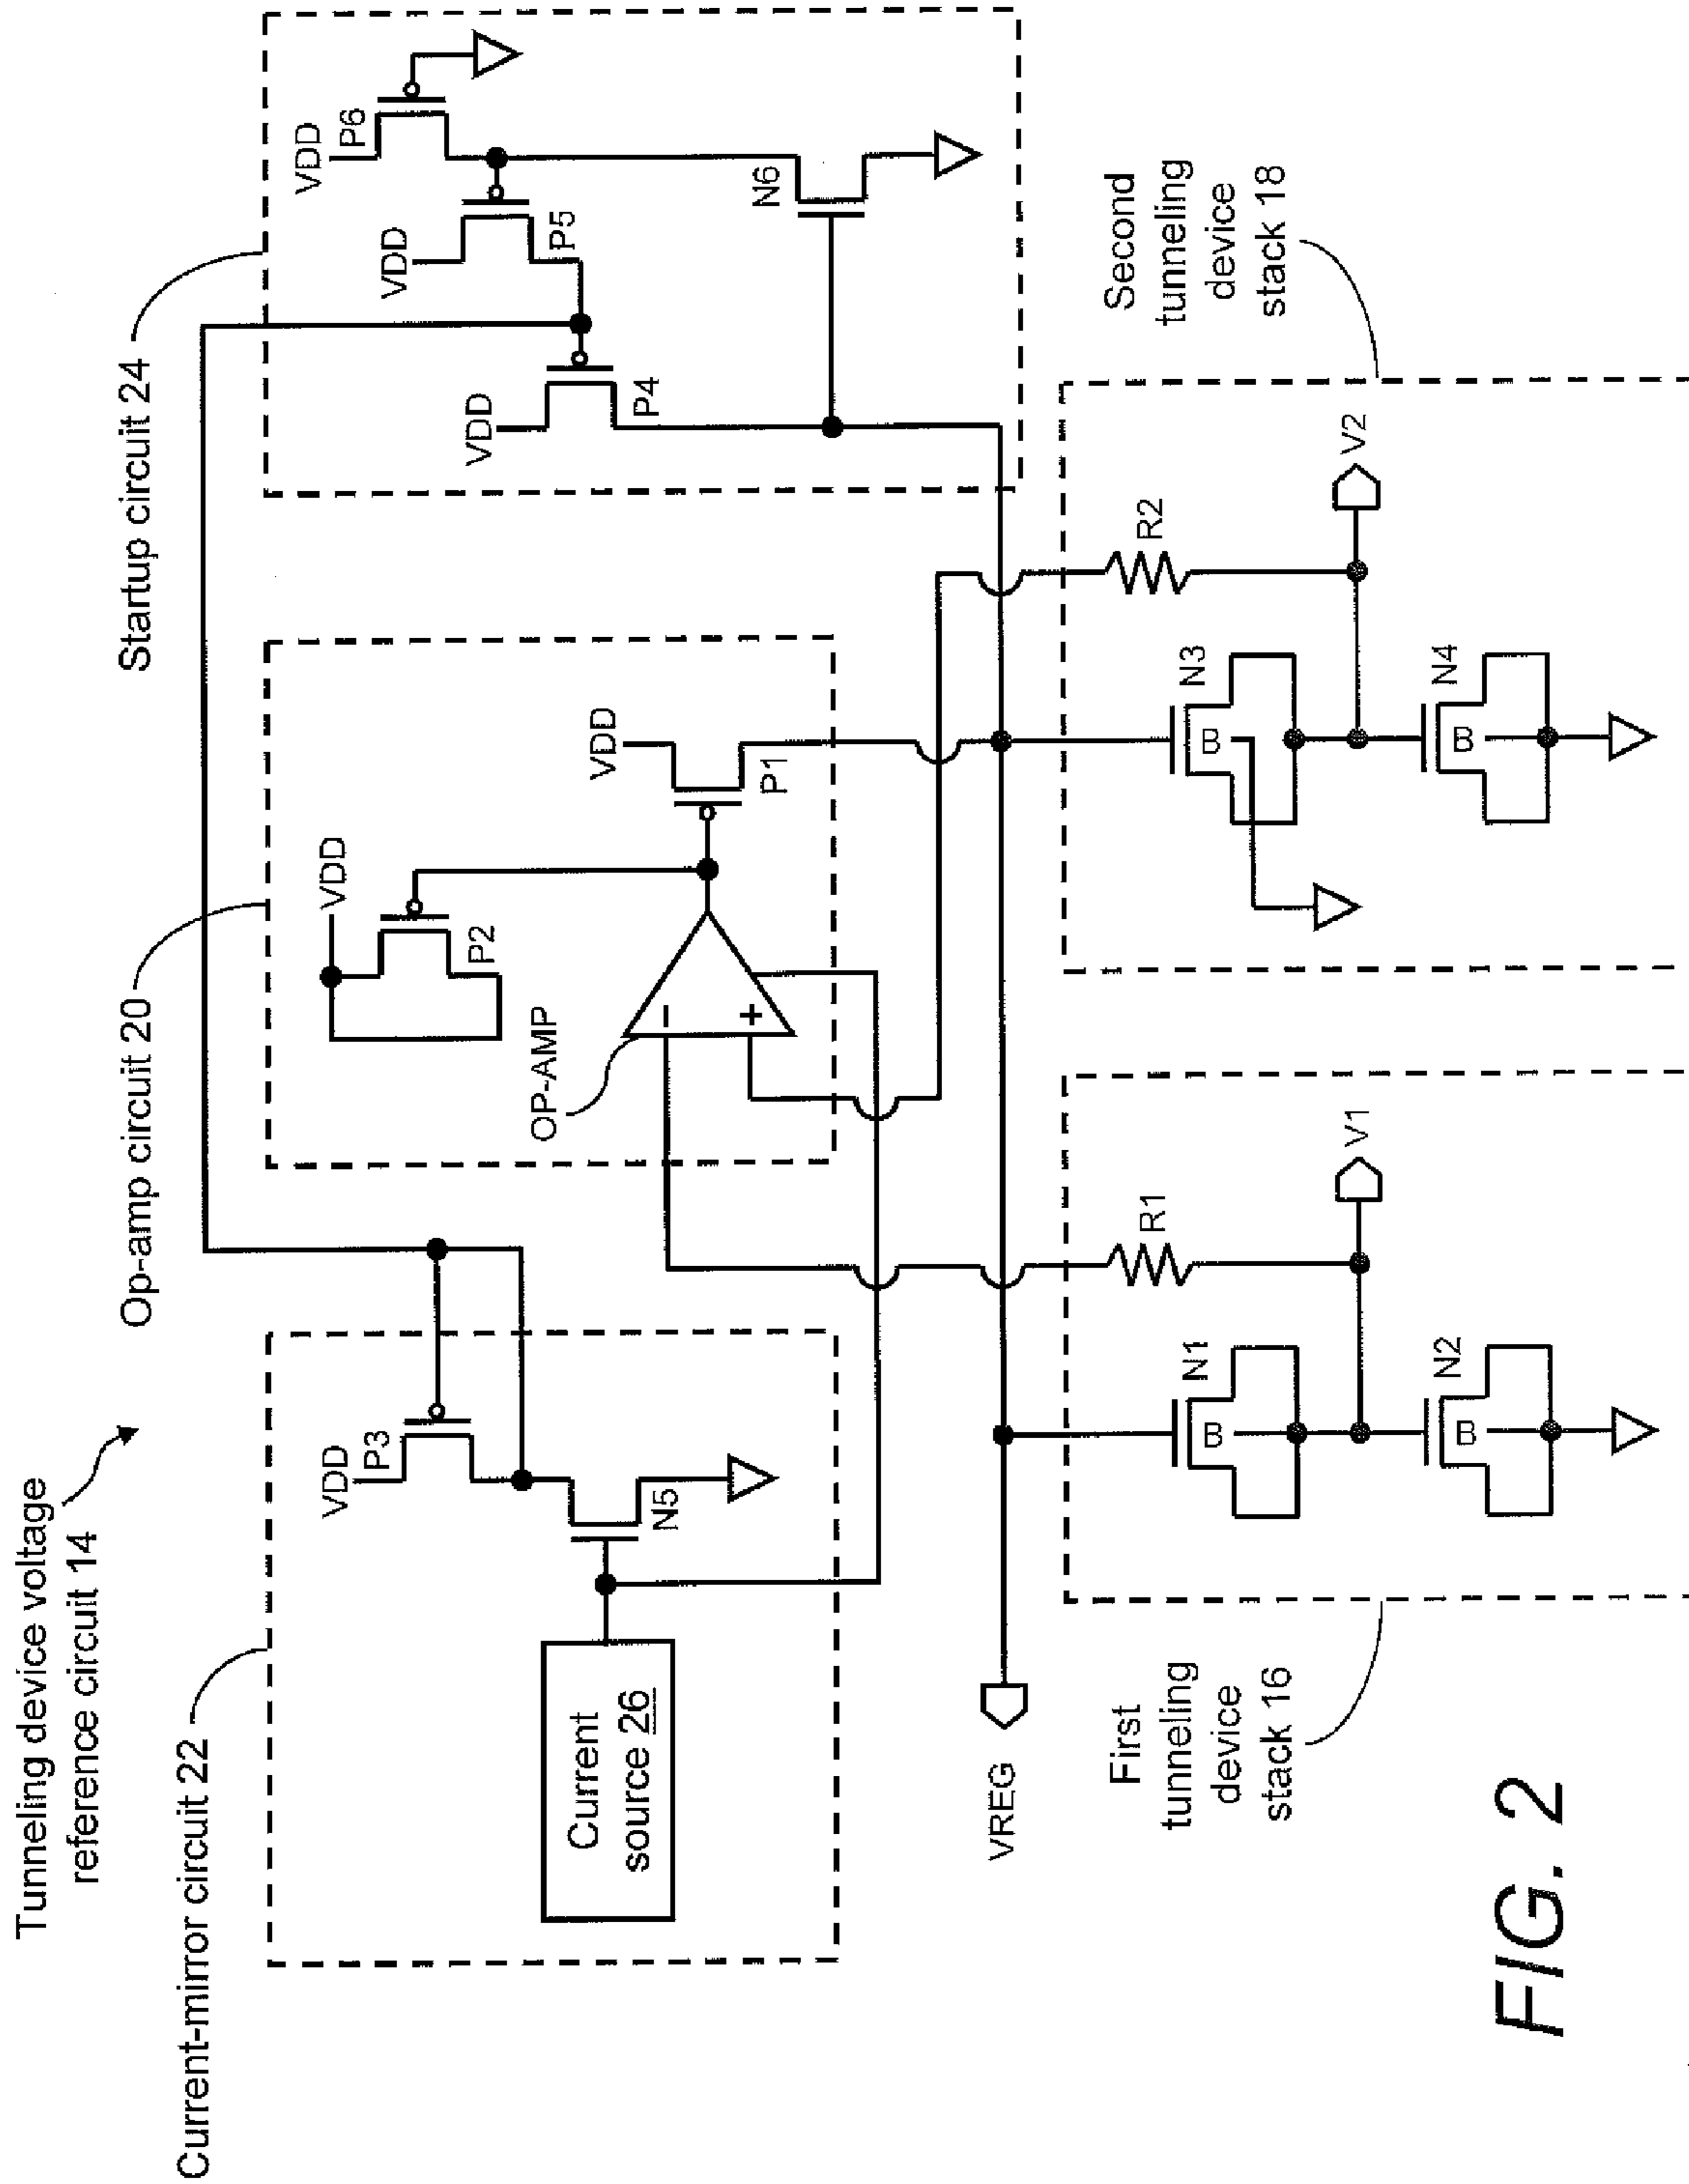 Tunneling device voltage
reference circuit 14
Current-mirror circuit 22
Op-amp circuit 20
Startup circuit 24
VDD
P3
N5
Current
source 26
VDD
P2
OP-AMP
−
+
VDD
P1
VDD
P6
VDD
P5
VDD
P4
N6
VREG
First
tunneling
device
stack 16
R1
N1
B
V1
N2
B
Second
tunneling
device
stack 18
R2
N3
B
V2
N4
B
FIG. 2